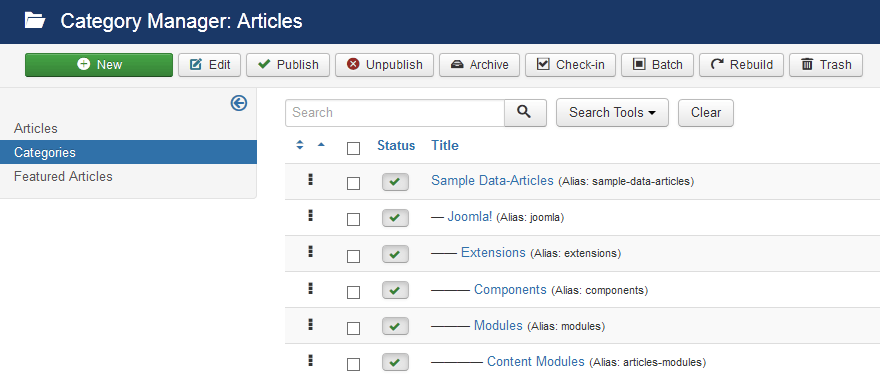 Category Manager: Articles
New Edit Publish Unpublish Archive Check-in Batch Rebuild Trash
Articles
Categories
Featured Articles
Search Search Tools Clear
Status Title
Sample Data-Articles (Alias: sample-data-articles)
— Joomla! (Alias: joomla)
—— Extensions (Alias: extensions)
——— Components (Alias: components)
——— Modules (Alias: modules)
———— Content Modules (Alias: articles-modules)